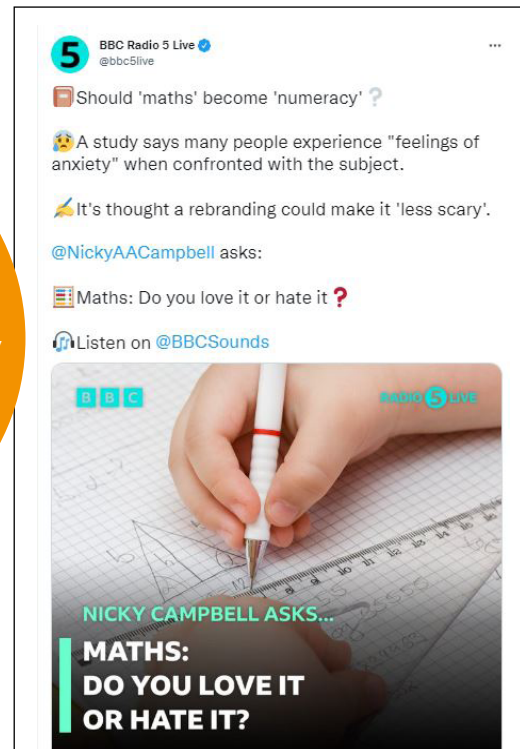 5
BBC Radio 5 Live
@bbc5live
...
📕Should 'maths' become 'numeracy'❔
😰A study says many people experience "feelings of
anxiety" when confronted with the subject.
✍️It's thought a rebranding could make it 'less scary'.
@NickyAACampbell asks:
🧮Maths: Do you love it or hate it❓
🎧Listen on @BBCSounds
BBC
RADIO 5 LIVE
NICKY CAMPBELL ASKS...
MATHS:
DO YOU LOVE IT
OR HATE IT?